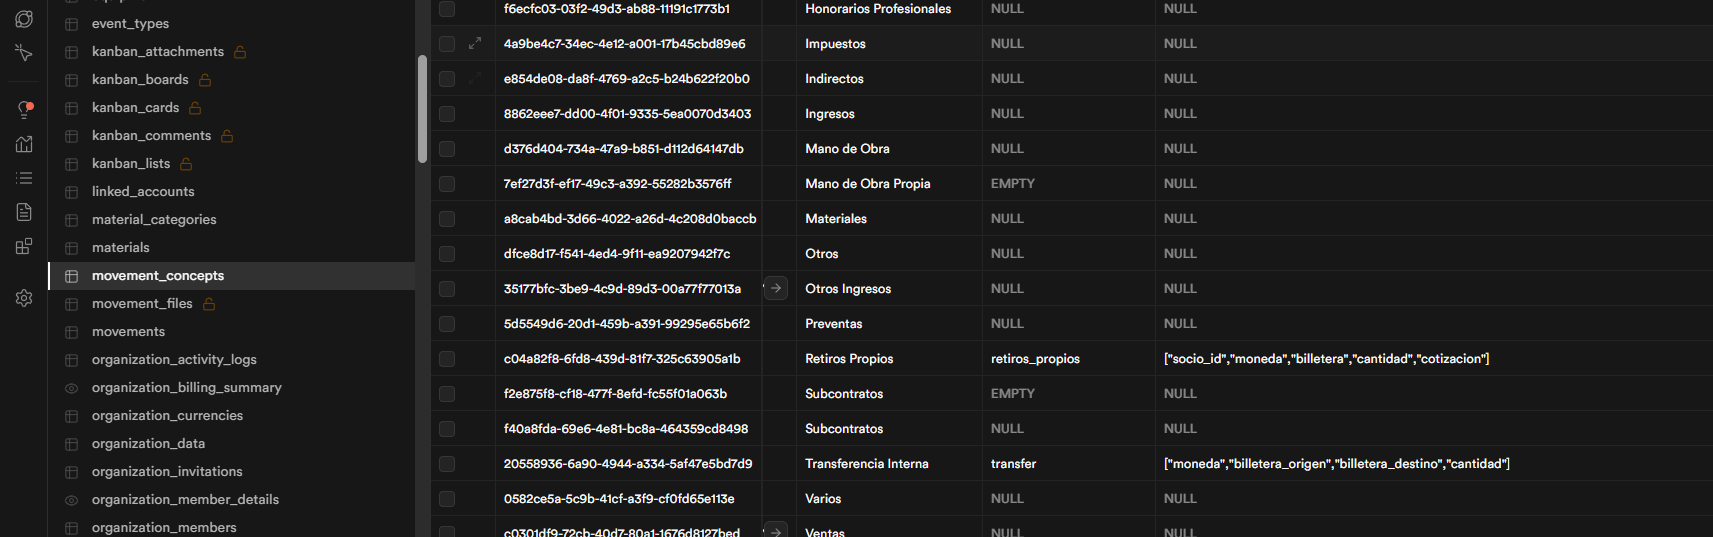 event_types
kanban_attachments
kanban_boards
kanban_cards
kanban_comments
kanban_lists
linked_accounts
material_categories
materials
movement_concepts
movement_files
movements
organization_activity_logs
organization_billing_summary
organization_currencies
organization_data
organization_invitations
organization_member_details
organization_members
f6ecfc03-03f2-49d3-ab88-11191c1773b1 Honorarios Profesionales NULL NULL
4a9be4c7-34ec-4e12-a001-17b45cbd89e6 Impuestos NULL NULL
e854de08-da8f-4769-a2c5-b24b622f20b0 Indirectos NULL NULL
8862eee7-dd00-4f01-9335-5ea0070d3403 Ingresos NULL NULL
d376d404-734a-47a9-b851-d112d64147db Mano de Obra NULL NULL
7ef27d3f-ef17-49c3-a392-55282b3576ff Mano de Obra Propia EMPTY NULL
a8cab4bd-3d66-4022-a26d-4c208d0baccb Materiales NULL NULL
dfce8d17-f541-4ed4-9f11-ea9207942f7c Otros NULL NULL
35177bfc-3be9-4c9d-89d3-00a77f77013a Otros Ingresos NULL NULL
5d5549d6-20d1-459b-a391-99295e65b6f2 Preventas NULL NULL
c04a82f8-6fd8-439d-81f7-325c63905a1b Retiros Propios retiros_propios ["socio_id","moneda","billetera","cantidad","cotizacion"]
f2e875f8-cf18-477f-8efd-fc55f01a063b Subcontratos EMPTY NULL
f40a8fda-69e6-4e81-bc8a-464359cd8498 Subcontratos NULL NULL
20558936-6a90-4944-a334-5af47e5bd7d9 Transferencia Interna transfer ["moneda","billetera_origen","billetera_destino","cantidad"]
0582ce5a-5c9b-41cf-a3f9-cf0fd65e113e Varios NULL NULL
c0301df9-72cb-40d7-80a1-1676d8127bed Ventas NULL NULL